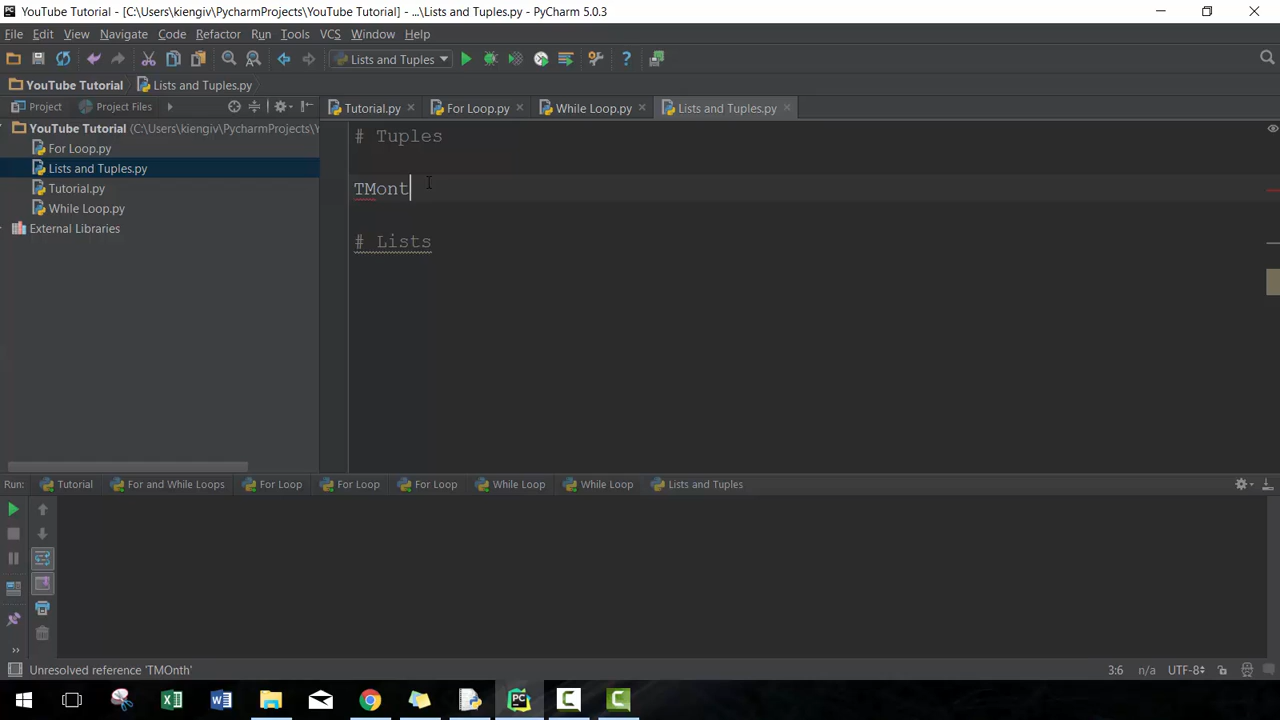 YouTube Tutorial - [C:\Users\kiengiv\PycharmProjects\YouTube Tutorial] - ...\Lists and Tuples.py - PyCharm 5.0.3
File Edit View Navigate Code Refactor Run Tools VCS Window Help
Lists and Tuples
YouTube Tutorial Lists and Tuples.py
Project Project Files
Tutorial.py For Loop.py While Loop.py Lists and Tuples.py
YouTube Tutorial (C:\Users\kiengiv\PycharmProjects\Y
For Loop.py
Lists and Tuples.py
Tutorial.py
While Loop.py
External Libraries
# Tuples
TMont
# Lists
Run: Tutorial For and While Loops For Loop For Loop For Loop While Loop While Loop Lists and Tuples
Unresolved reference 'TMOnth' 3:6 n/a UTF-8